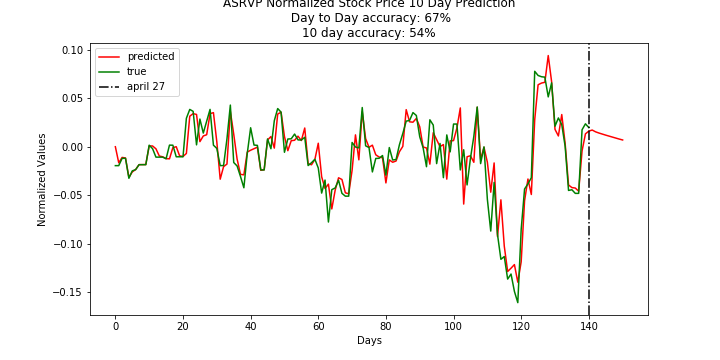 ASRVP Normalized Stock Price 10 Day Prediction
Day to Day accuracy: 67%
10 day accuracy: 54%
0.10
0.05
0.00
−0.05
−0.10
−0.15
Normalized Values
predicted
true
april 27
0 20 40 60 80 100 120 140
Days